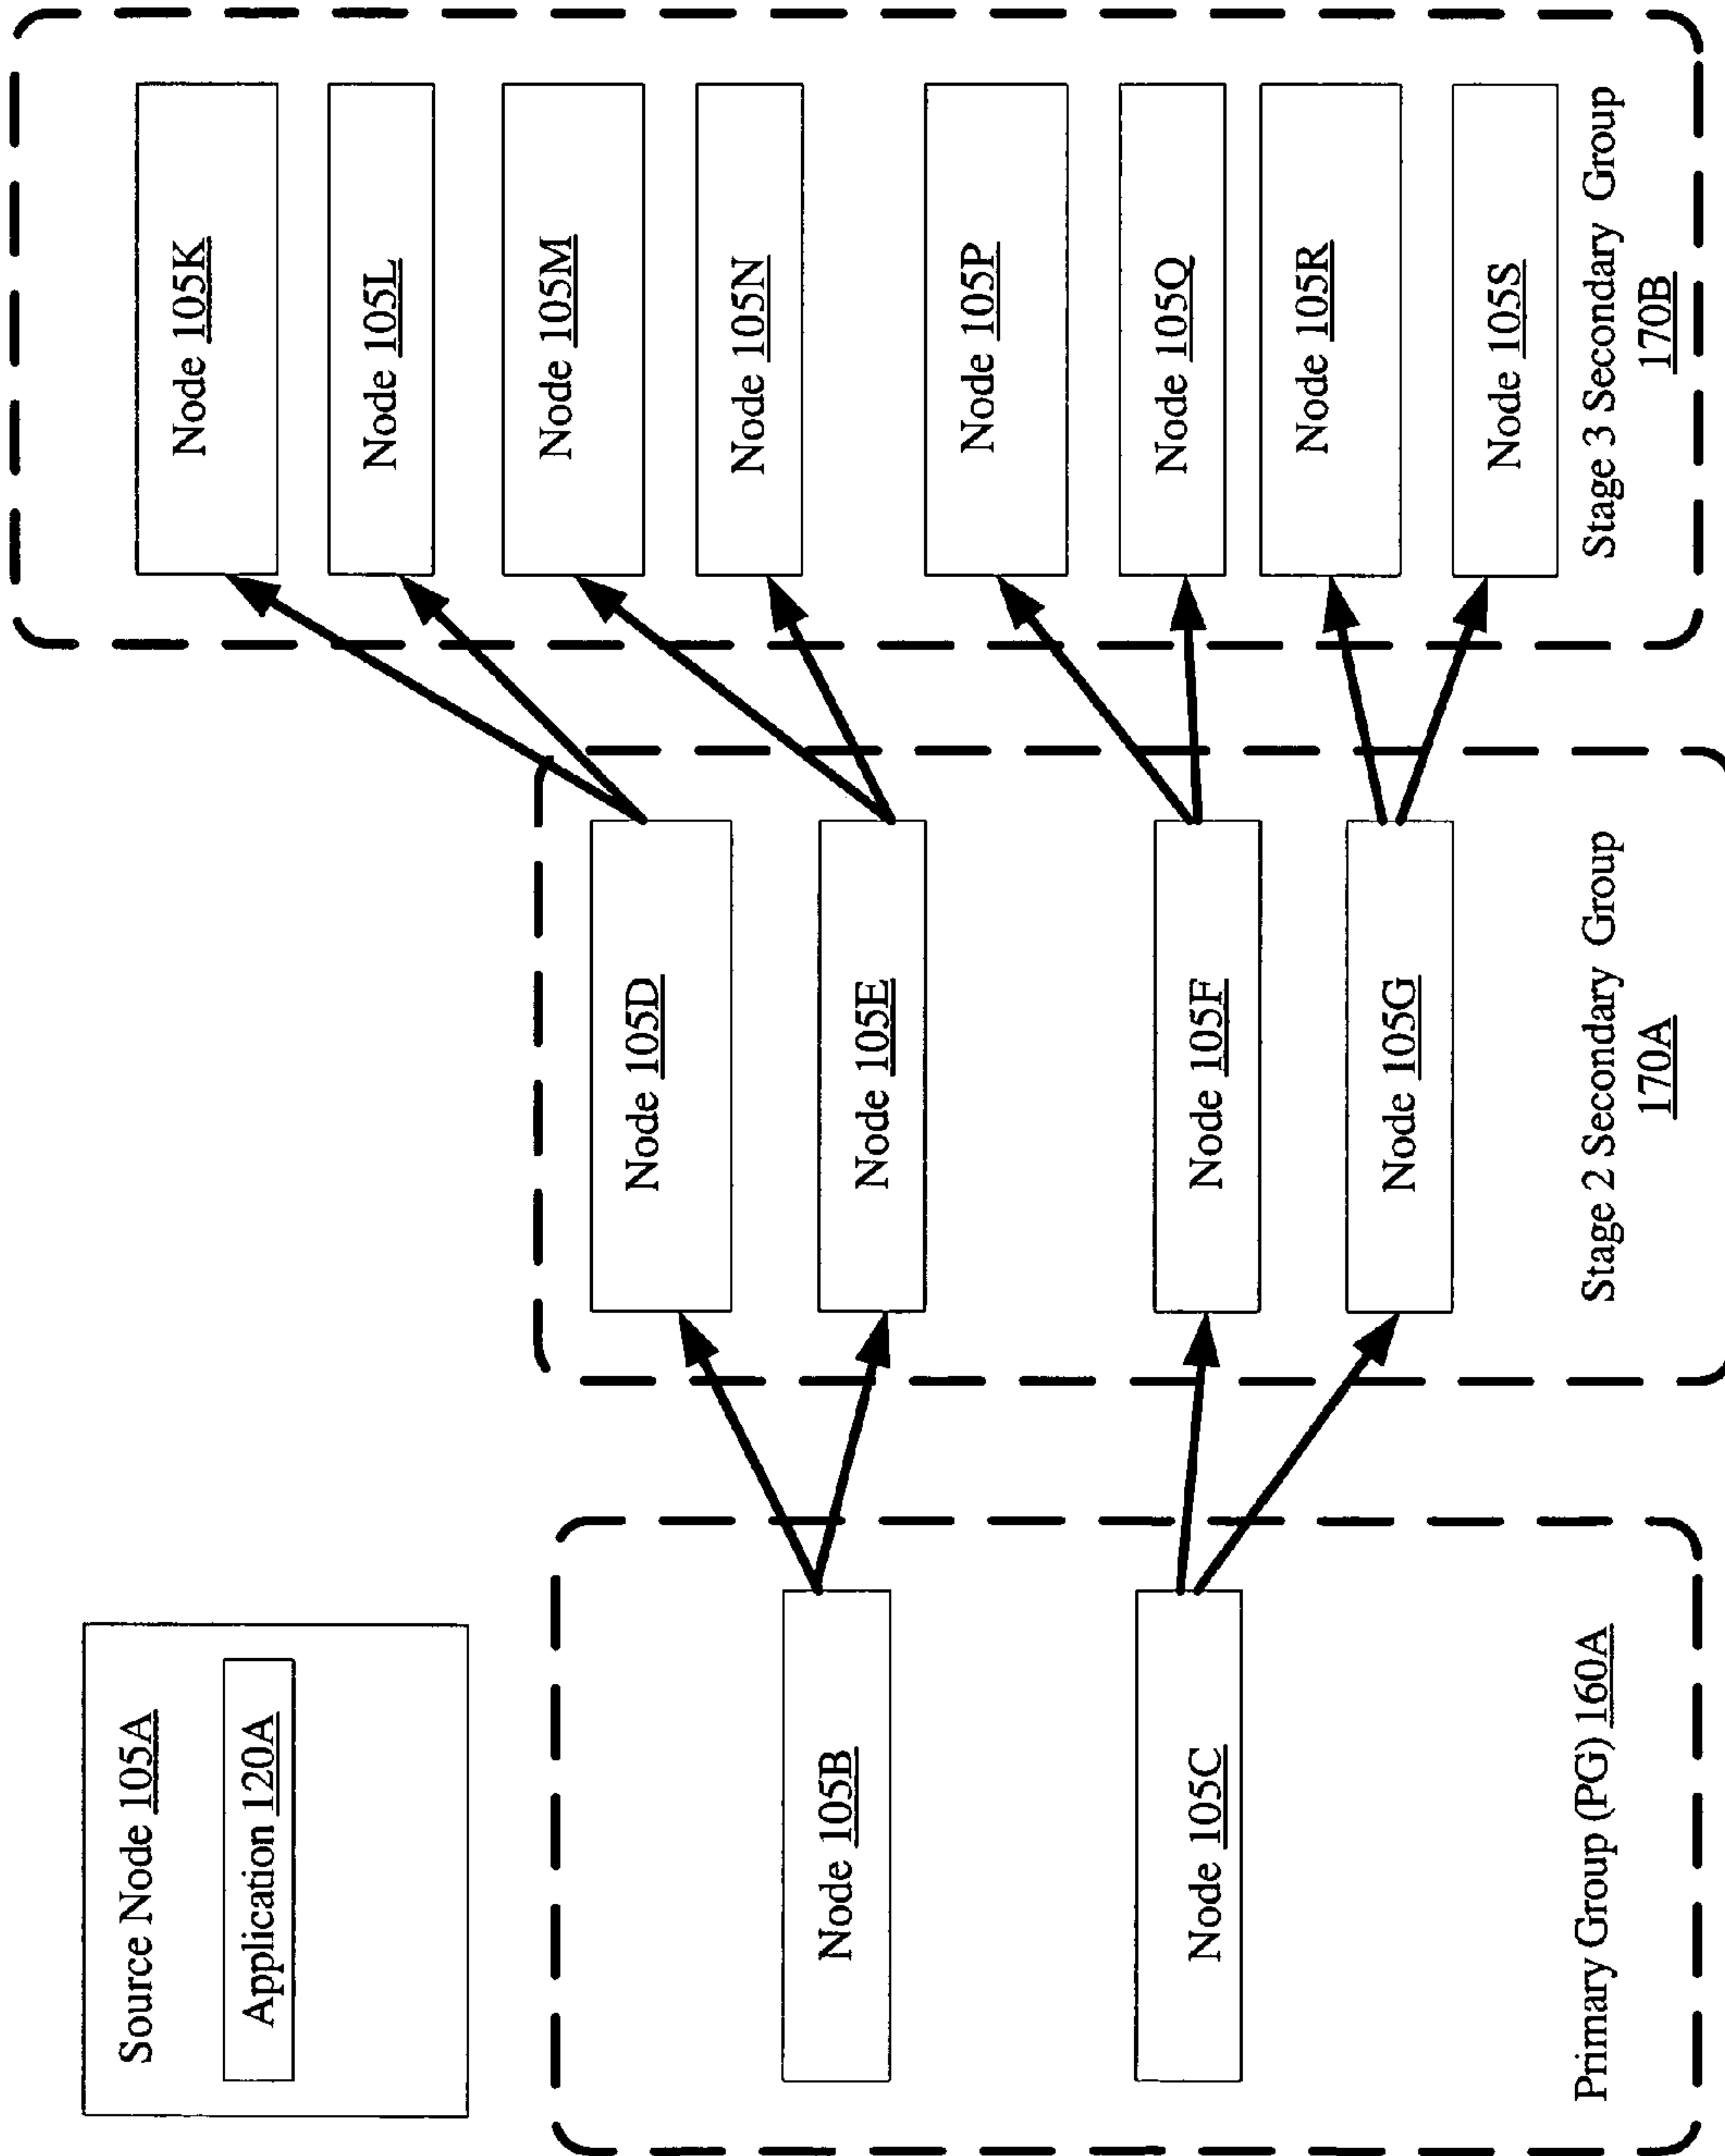 Source Node 105A
Application 120A
Node 105B
Node 105C
Primary Group (PG) 160A
Node 105D
Node 105E
Node 105F
Node 105G
Stage 2 Secondary Group
170A
Node 105K
Node 105L
Node 105M
Node 105N
Node 105P
Node 105Q
Node 105R
Node 105S
Stage 3 Secondary Group
170B